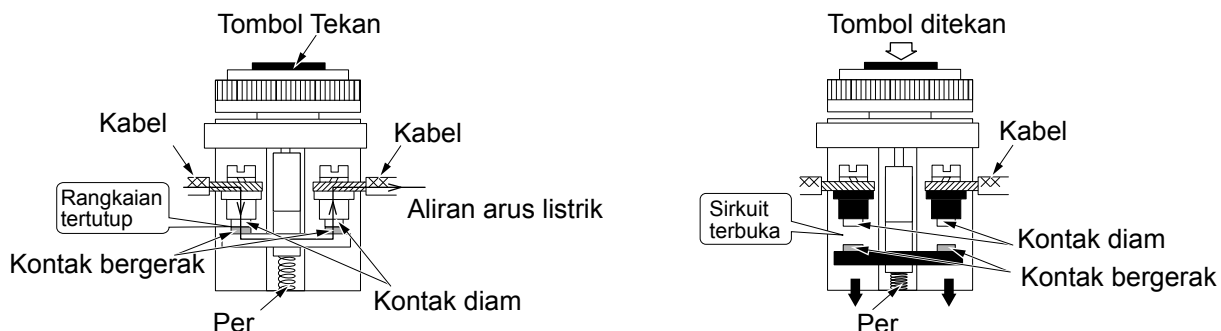 Tombol Tekan
Kabel
Kabel
Rangkaian
tertutup
Aliran arus listrik
Kontak bergerak
Kontak diam
Per
Tombol ditekan
Kabel
Sirkuit
terbuka
Kontak diam
Kontak bergerak
Per